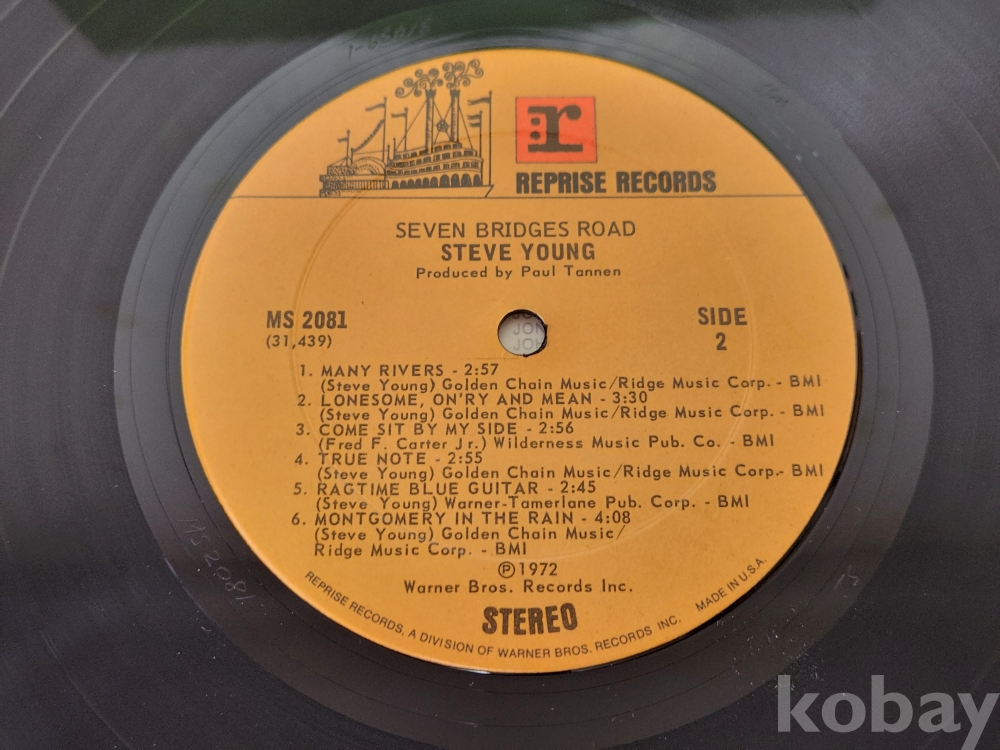 r
REPRISE RECORDS
SEVEN BRIDGES ROAD
STEVE YOUNG
Produced by Paul Tannen
MS 2081
(31,439)
SIDE
2
1. MANY RIVERS - 2:57
(Steve Young) Golden Chain Music/Ridge Music Corp. - BMI
2. LONESOME, ON'RY AND MEAN - 3:30
(Steve Young) Golden Chain Music/Ridge Music Corp. - BMI
3. COME SIT BY MY SIDE - 2:56
(Fred F. Carter Jr.) Wilderness Music Pub. Co. - BMI
4. TRUE NOTE - 2:55
(Steve Young) Golden Chain Music/Ridge Music Corp.- BMI
5. RAGTIME BLUE GUITAR - 2:45
(Steve Young) Warner-Tamerlane Pub. Corp. - BMI
6. MONTGOMERY IN THE RAIN - 4:08
(Steve Young) Golden Chain Music/
Ridge Music Corp. - BMI
℗1972
Warner Bros. Records Inc.
STEREO
REPRISE RECORDS, A DIVISION OF WARNER BROS. RECORDS INC. MADE IN U.S.A.
MS 2081
kobay